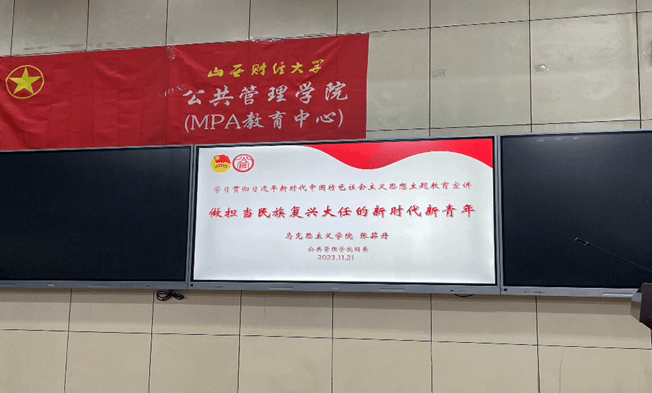 山西财经大学
公共管理学院
(MPA教育中心)
学习贯彻习近平新时代中国特色社会主义思想主题教育宣讲
做担当民族复兴大任的新时代新青年
马克思主义学院 张茹丹
公共管理学院团委
2023.11.21